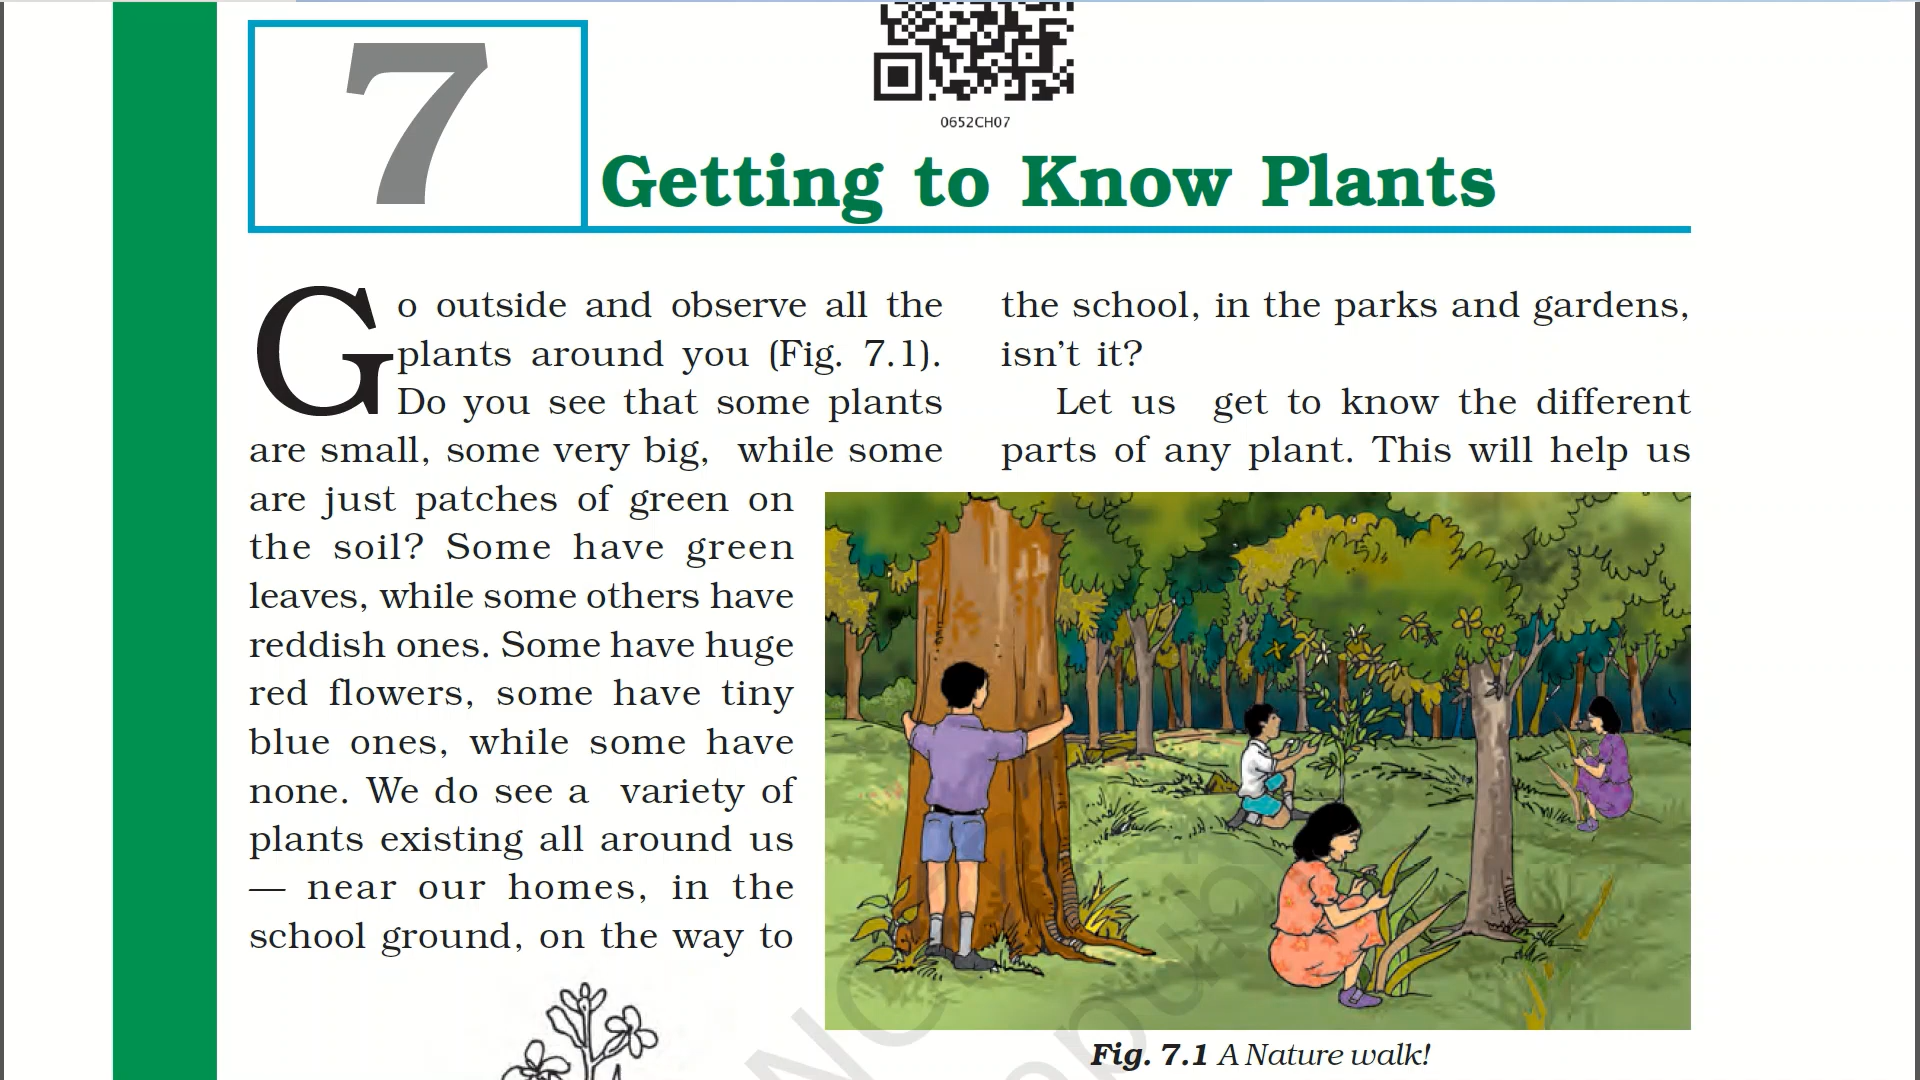 7
0652CH07
Getting to Know Plants
Go outside and observe all the
plants around you (Fig. 7.1).
Do you see that some plants
are small, some very big, while some
are just patches of green on
the soil? Some have green
leaves, while some others have
reddish ones. Some have huge
red flowers, some have tiny
blue ones, while some have
none. We do see a variety of
plants existing all around us
— near our homes, in the
school ground, on the way to
the school, in the parks and gardens,
isn't it?
Let us get to know the different
parts of any plant. This will help us
Fig. 7.1 A Nature walk!